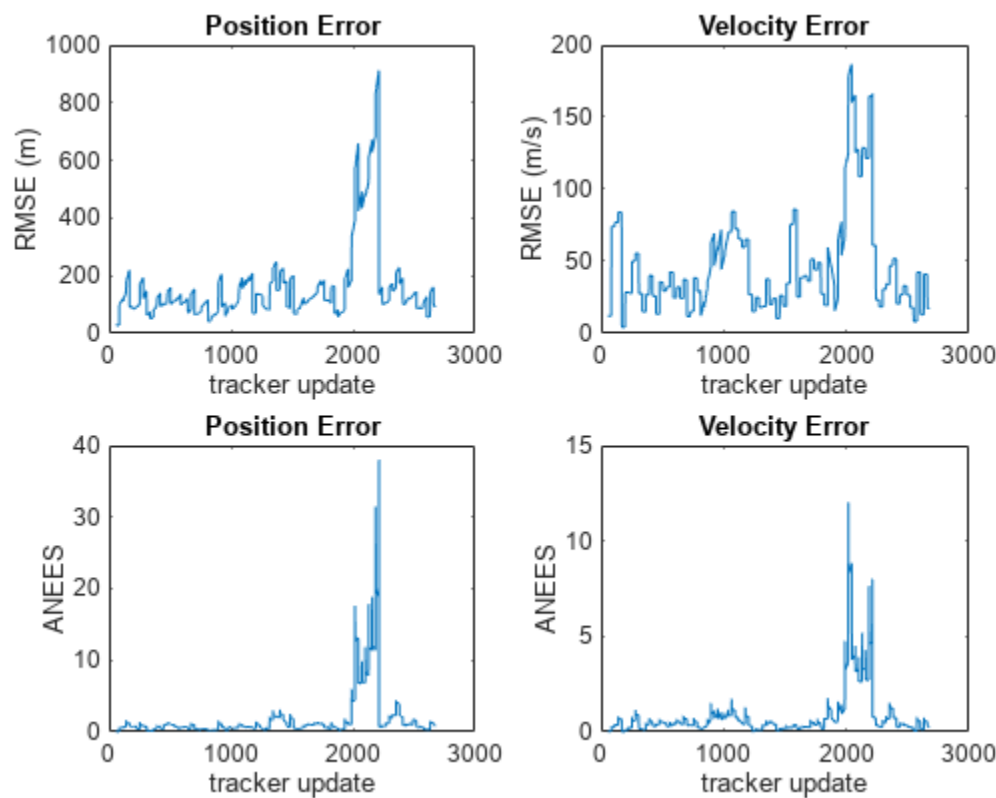 Position Error
1000
800
600
400
200
0
RMSE (m)
0 1000 2000 3000
tracker update
Velocity Error
200
150
100
50
0
RMSE (m/s)
0 1000 2000 3000
tracker update
Position Error
40
30
20
10
0
ANEES
0 1000 2000 3000
tracker update
Velocity Error
15
10
5
0
ANEES
0 1000 2000 3000
tracker update